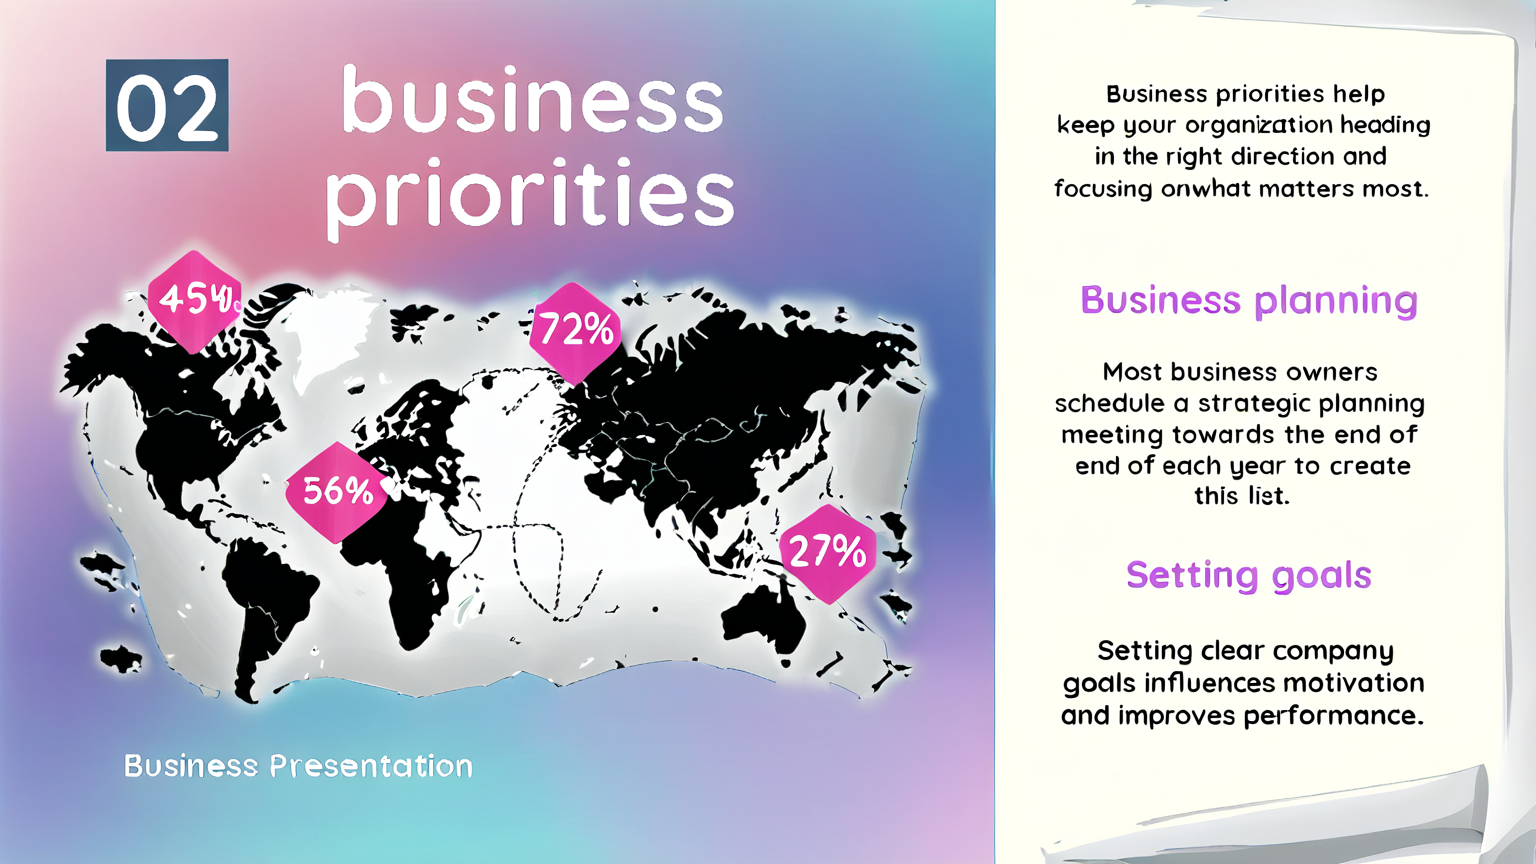 02
business
priorities
72%
56%
27%
Business Presentation
Business priorities help
keep your organization heading
in the right direction and
focusing onwhat matters most.
Business planning
Most business owners
schedule a strategic planning
meeting towards the end of
end of each year to create
this list.
Setting goals
Setting clear company
goals influences motivation
and improves performance.